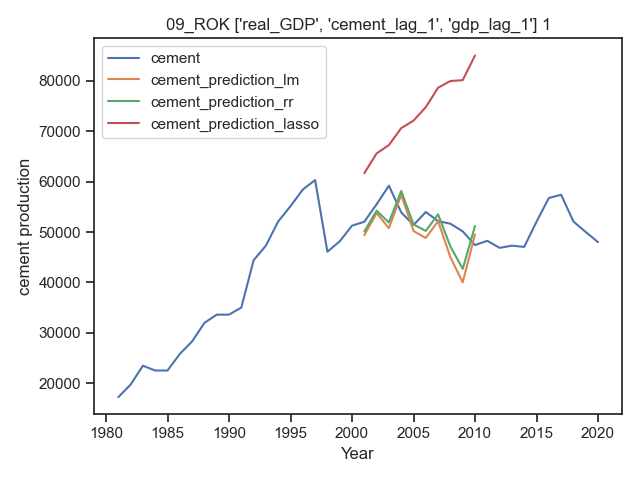 09_ROK ['real_GDP', 'cement_lag_1', 'gdp_lag_1'] 1
cement
cement_prediction_lm
cement_prediction_rr
cement_prediction_lasso
cement production
80000
70000
60000
50000
40000
30000
20000
1980 1985 1990 1995 2000 2005 2010 2015 2020
Year